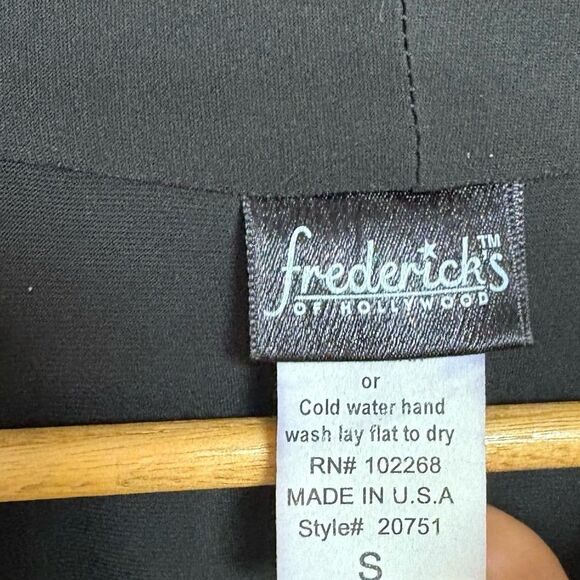 frederick's™
OF HOLLYWOOD
or
Cold water hand
wash lay flat to dry
RN# 102268
MADE IN U.S.A
Style# 20751
S